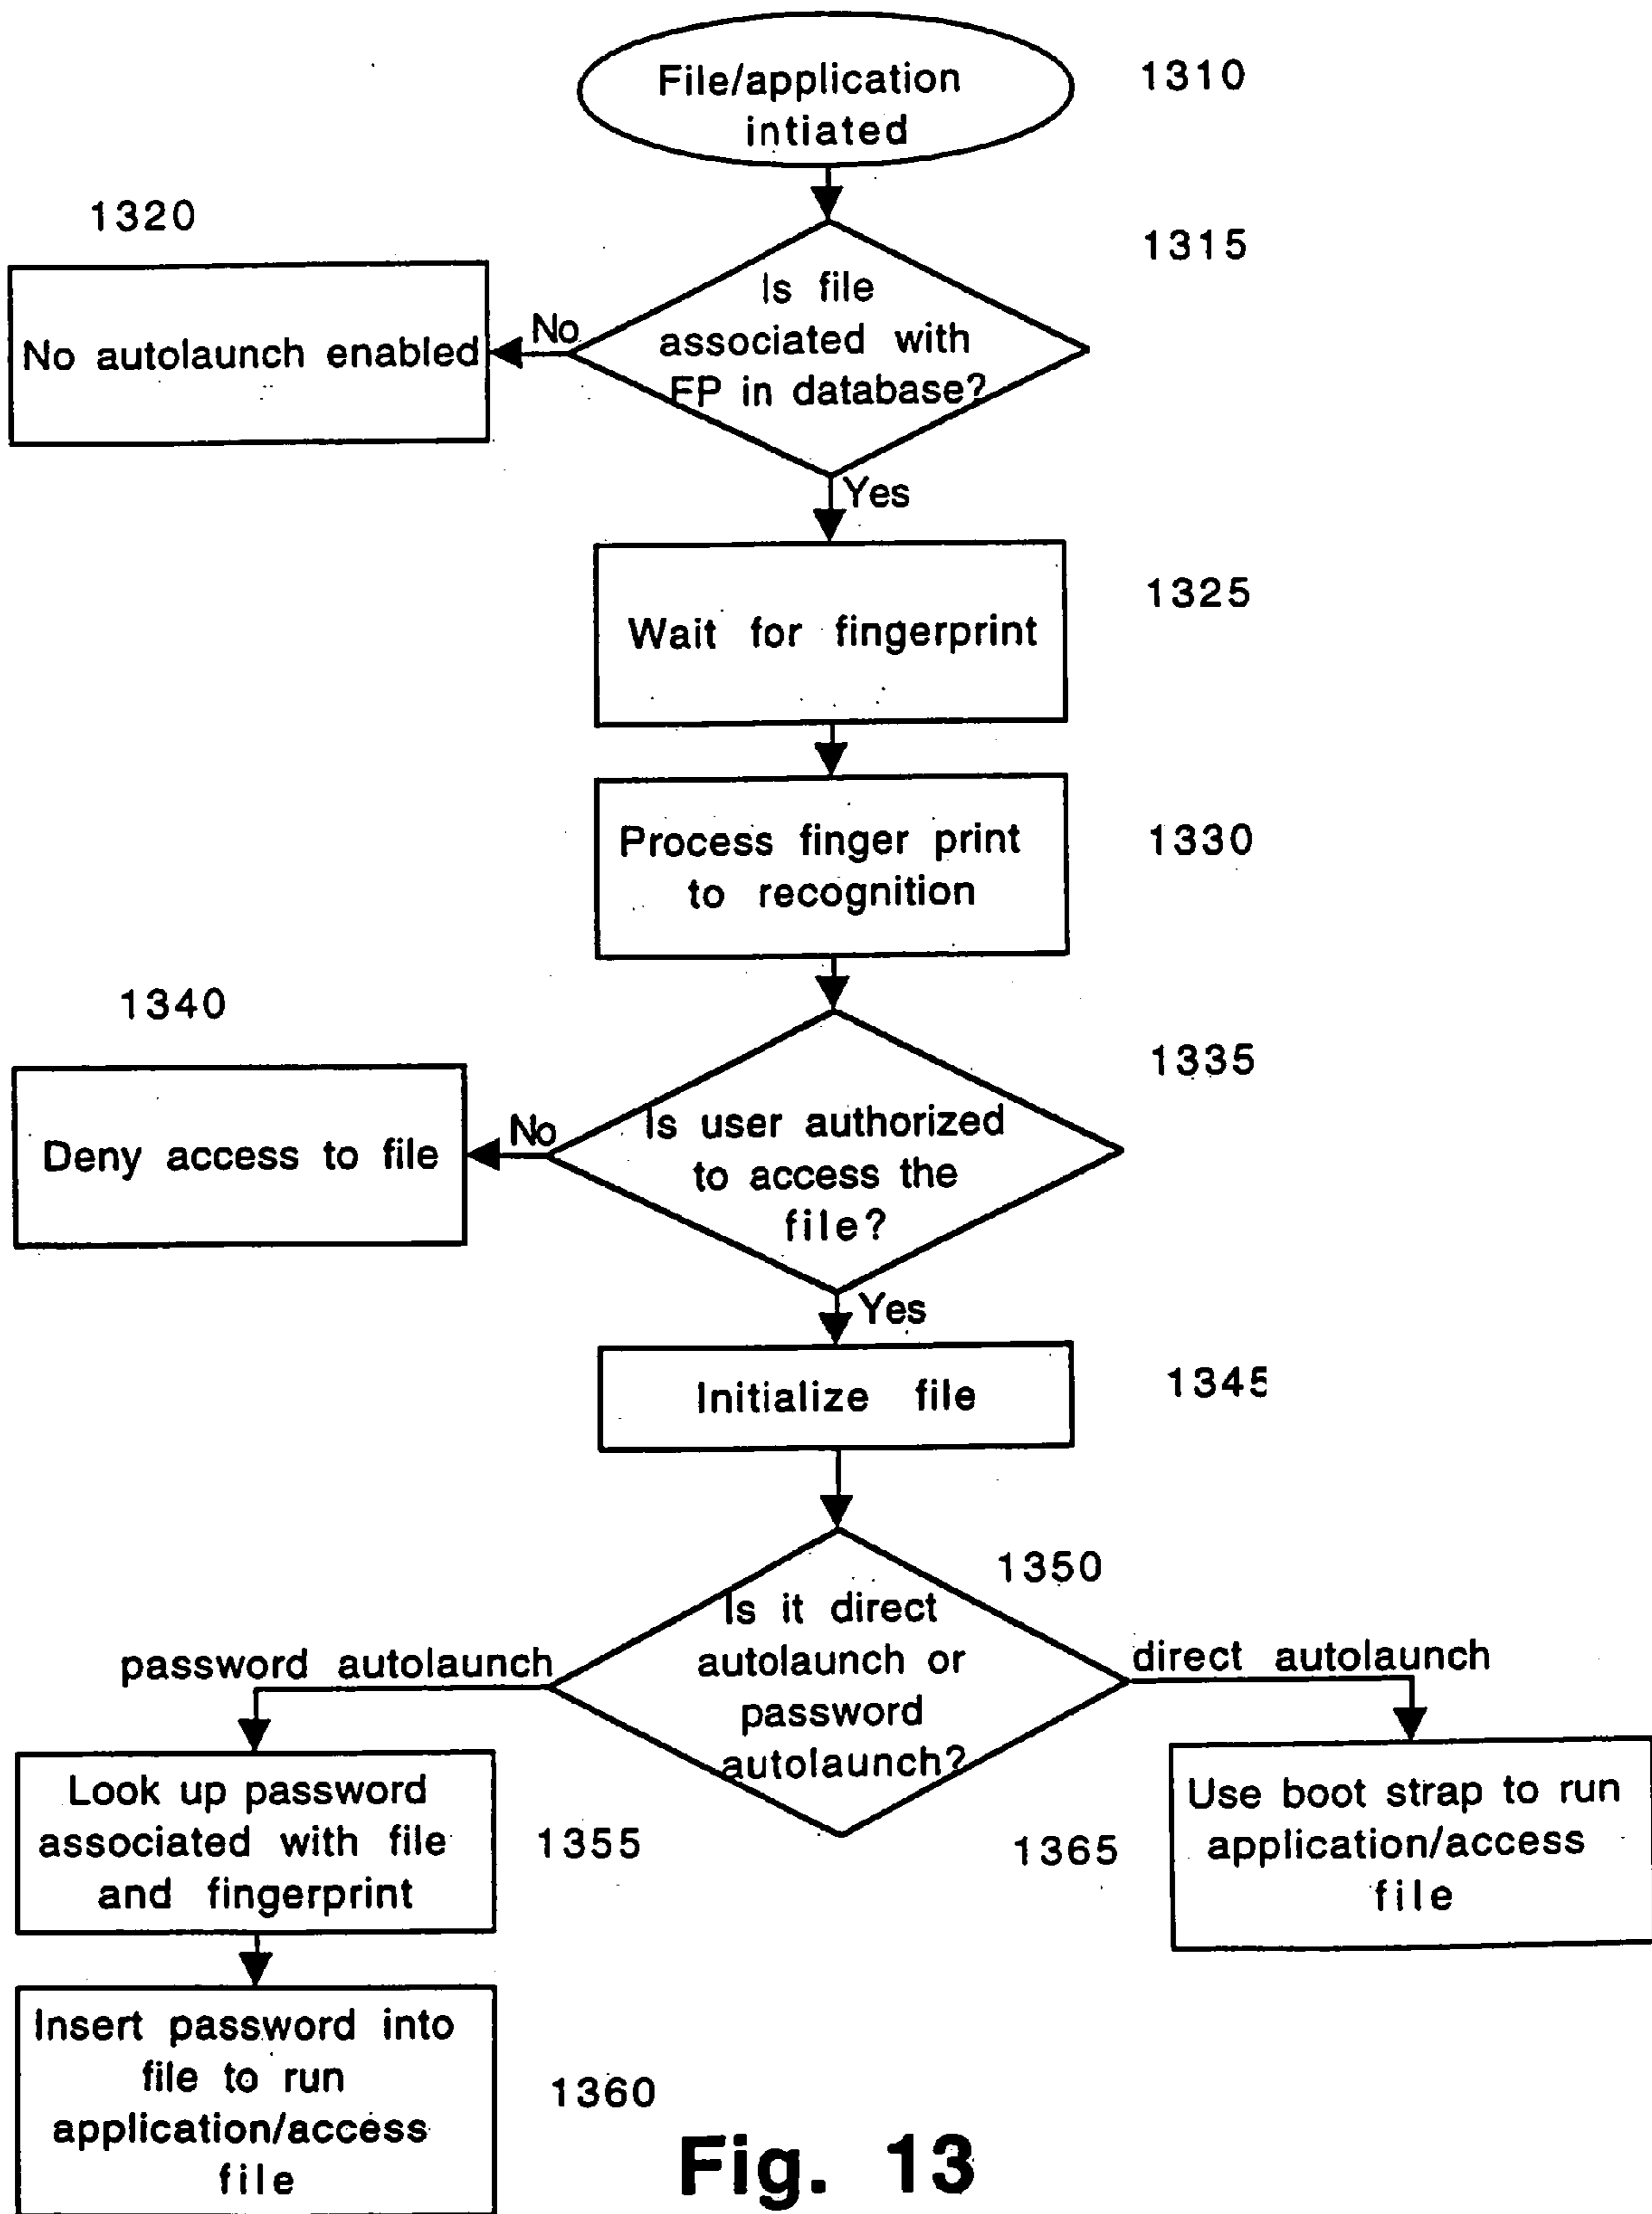 File/application
intiated
1310
1320
1315
Is file
associated with
FP in database?
No
No autolaunch enabled
Yes
1325
Wait for fingerprint
Process finger print
to recognition
1330
1340
1335
Is user authorized
to access the
file?
No
Deny access to file
Yes
Initialize file
1345
1350
Is it direct
autolaunch or
password
autolaunch?
password autolaunch
direct autolaunch
Look up password
associated with file
and fingerprint
1355
1365
Use boot strap to run
application/access
file
Insert password into
file to run
application/access
file
1360
Fig. 13